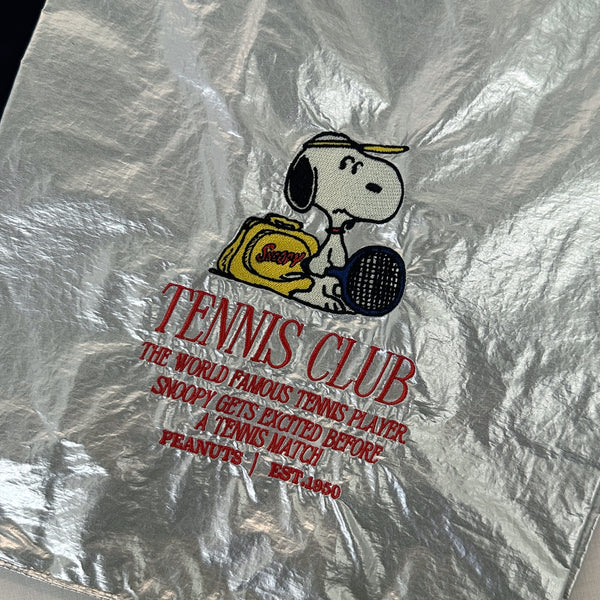 Snoopy
TENNIS CLUB
THE WORLD FAMOUS TENNIS PLAYER
SNOOPY GETS EXCITED BEFORE
A TENNIS MATCH
PEANUTS | EST.1950